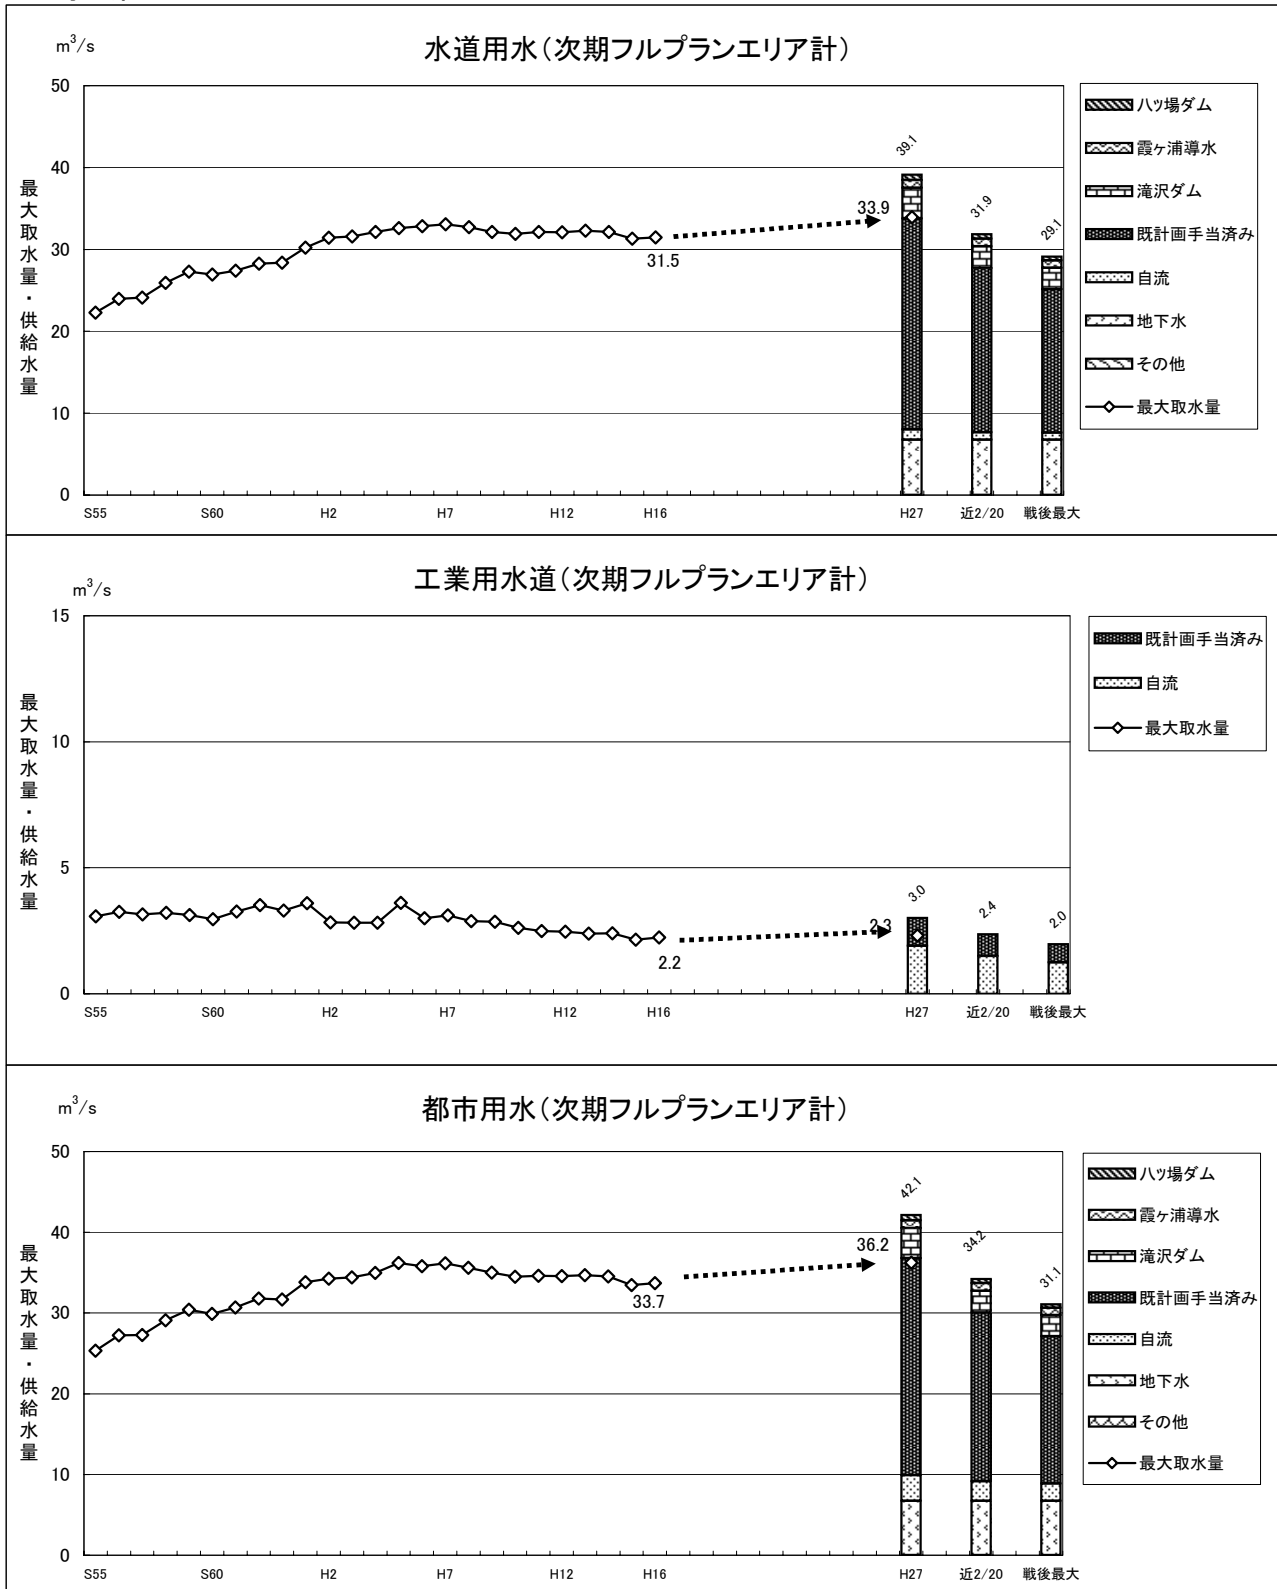 水道用水(次期フルプランエリア計)
m³/s
最大取水量・供給水量
50
40
30
20
10
0
S55 S60 H2 H7 H12 H16 H27 近2/20 戦後最大
31.5
33.9
39.1
31.9
29.1
八ッ場ダム
霞ヶ浦導水
滝沢ダム
既計画手当済み
自流
地下水
その他
最大取水量
工業用水道(次期フルプランエリア計)
m³/s
最大取水量・供給水量
15
10
5
0
S55 S60 H2 H7 H12 H16 H27 近2/20 戦後最大
2.2
2.3
3.0
2.4
2.0
既計画手当済み
自流
最大取水量
都市用水(次期フルプランエリア計)
m³/s
最大取水量・供給水量
50
40
30
20
10
0
S55 S60 H2 H7 H12 H16 H27 近2/20 戦後最大
33.7
36.2
42.1
34.2
31.1
八ッ場ダム
霞ヶ浦導水
滝沢ダム
既計画手当済み
自流
地下水
その他
最大取水量